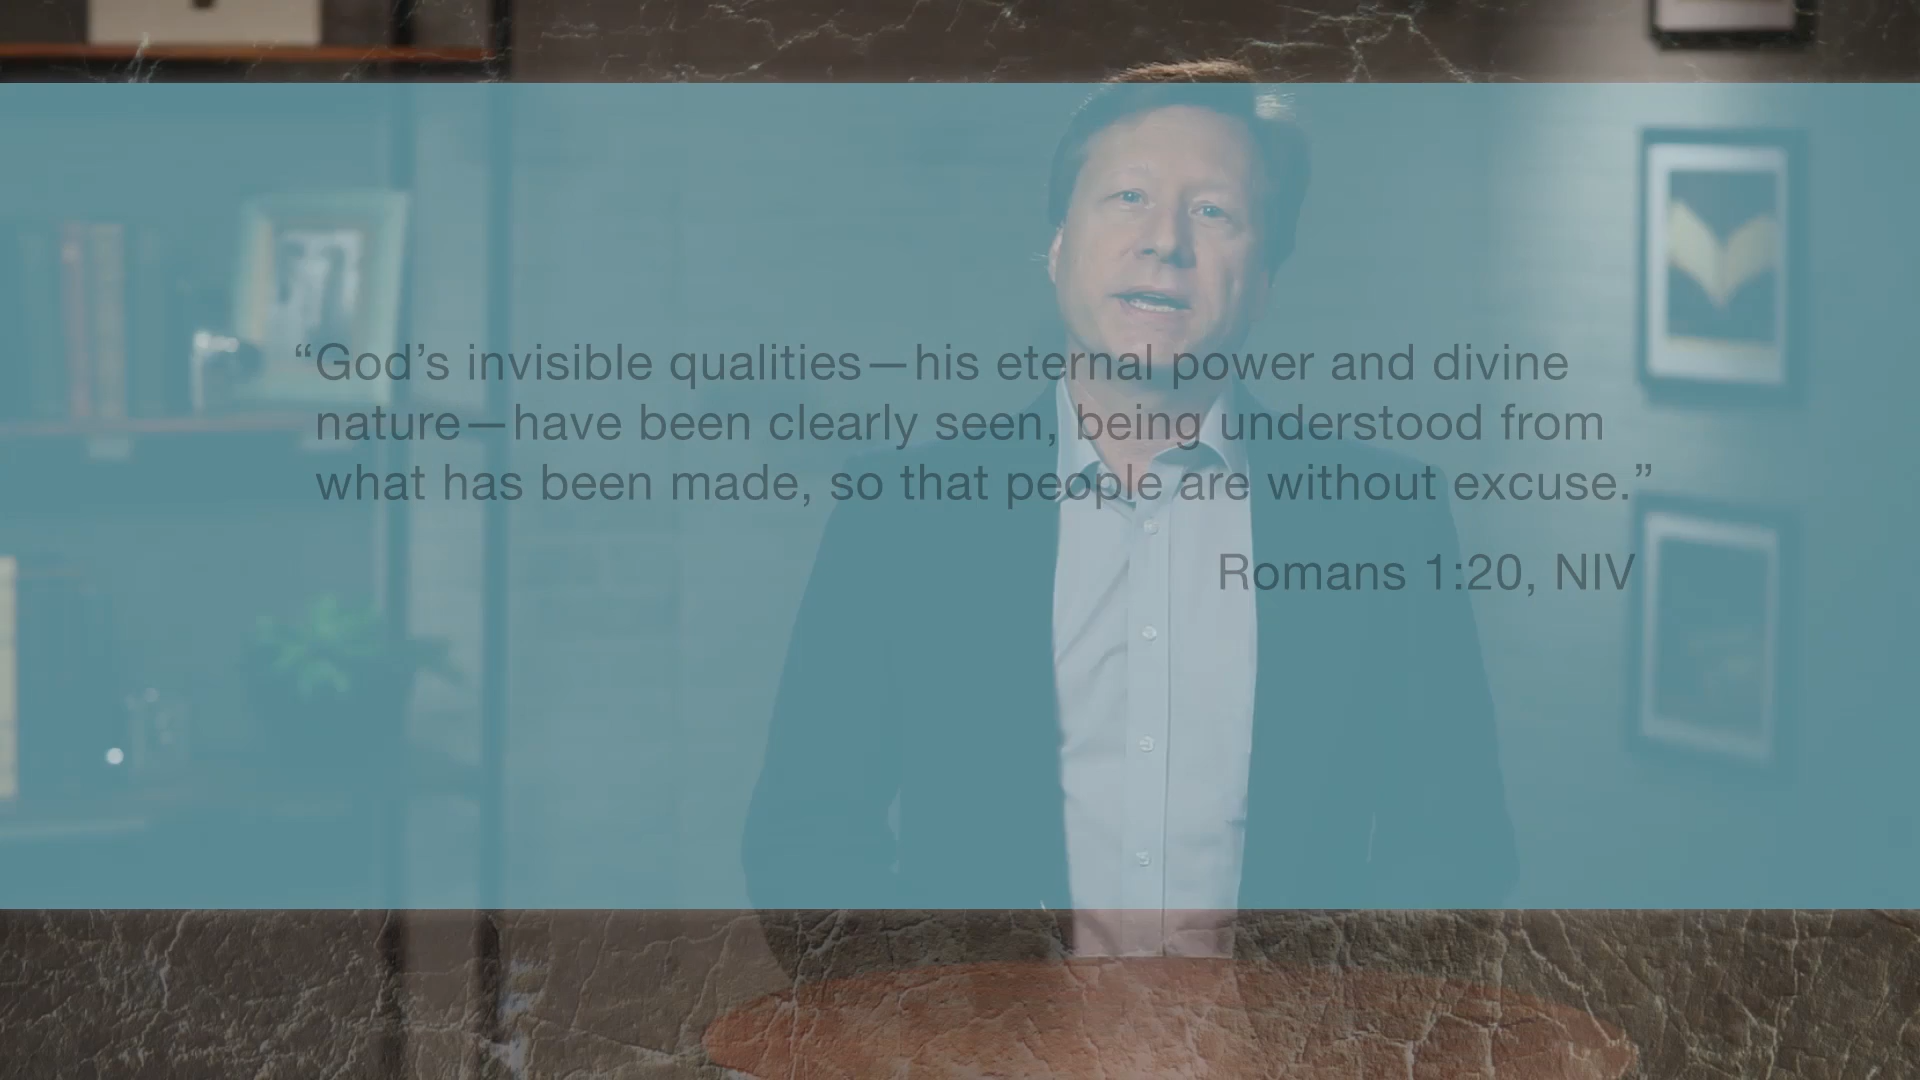 “God’s invisible qualities—his eternal power and divine
nature—have been clearly seen, being understood from
what has been made, so that people are without excuse.”
Romans 1:20, NIV